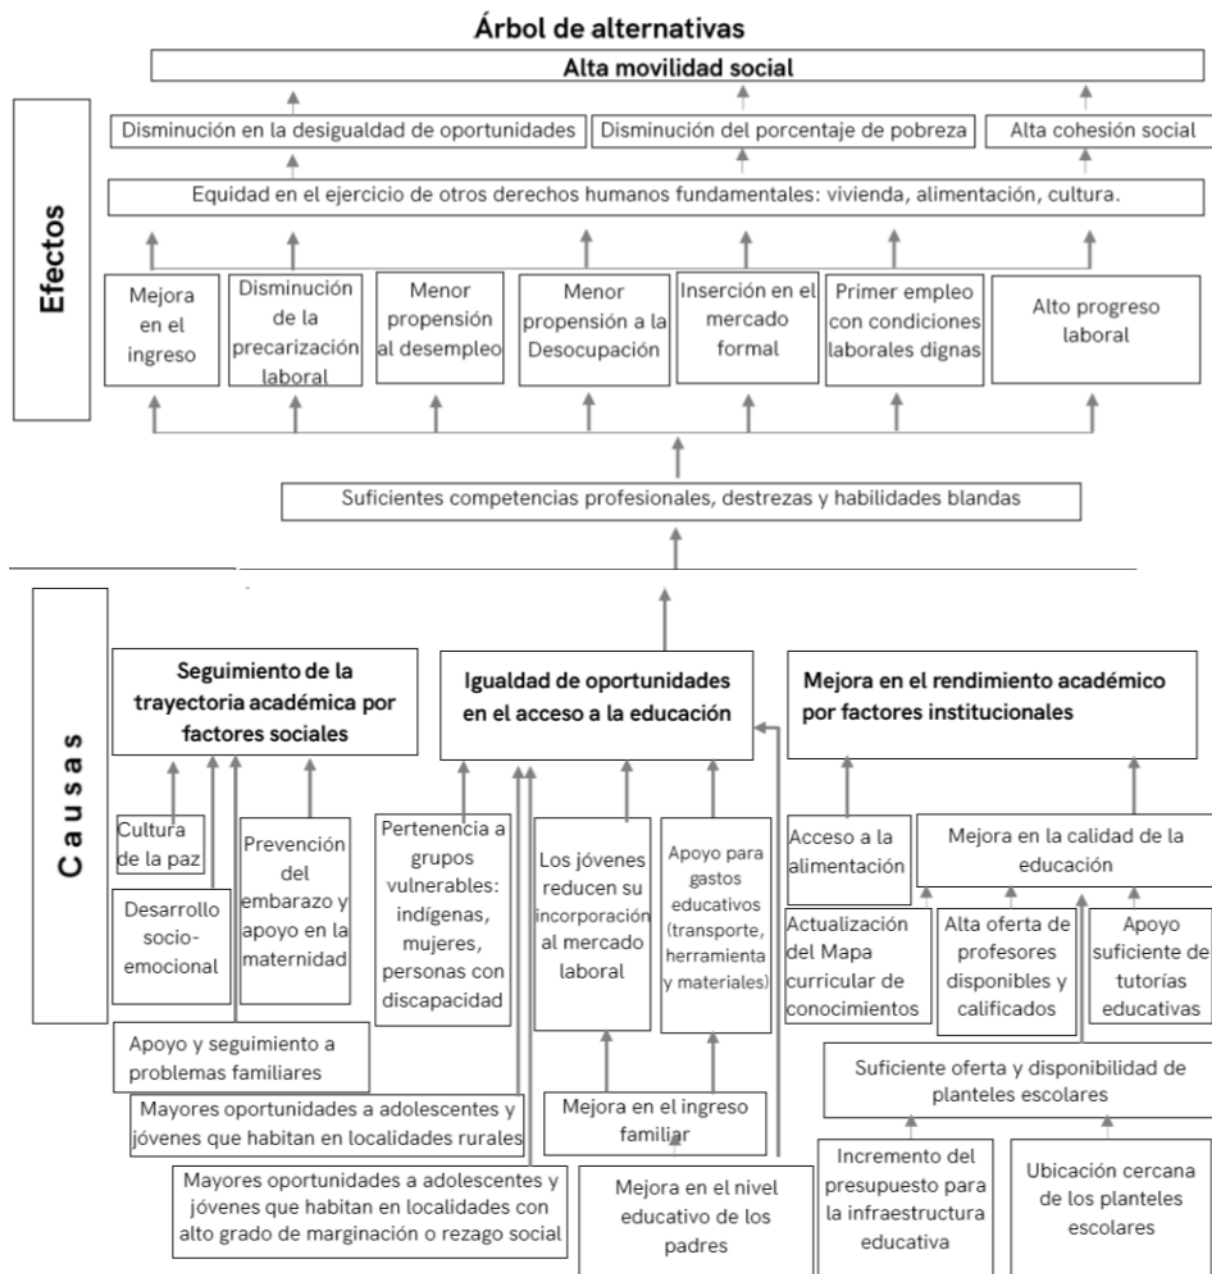 Árbol de alternativas
Alta movilidad social
Efectos
Disminución en la desigualdad de oportunidades
Disminución del porcentaje de pobreza
Alta cohesión social
Equidad en el ejercicio de otros derechos humanos fundamentales: vivienda, alimentación, cultura.
Mejora
en el
ingreso
Disminución
de la
precarización
laboral
Menor
propensión
al desempleo
Menor
propensión a la
Desocupación
Inserción en el
mercado
formal
Primer empleo
con condiciones
laborales dignas
Alto progreso
laboral
Suficientes competencias profesionales, destrezas y habilidades blandas
Causas
Seguimiento de la
trayectoria académica por
factores sociales
Igualdad de oportunidades
en el acceso a la educación
Mejora en el rendimiento académico
por factores institucionales
Cultura
de la paz
Desarrollo
socio-
emocional
Prevención
del
embarazo y
apoyo en la
maternidad
Apoyo y seguimiento a
problemas familiares
Pertenencia a
grupos
vulnerables:
indígenas,
mujeres,
personas con
discapacidad
Los jóvenes
reducen su
incorporación
al mercado
laboral
Apoyo para
gastos
educativos
(transporte,
herramienta
y materiales)
Mayores oportunidades a adolescentes y
jóvenes que habitan en localidades rurales
Mayores oportunidades a adolescentes y
jóvenes que habitan en localidades con
alto grado de marginación o rezago social
Mejora en el ingreso
familiar
Mejora en el nivel
educativo de los
padres
Acceso a la
alimentación
Mejora en la calidad de la
educación
Actualización
del Mapa
curricular de
conocimientos
Alta oferta de
profesores
disponibles y
calificados
Apoyo
suficiente de
tutorías
educativas
Suficiente oferta y disponibilidad de
planteles escolares
Incremento del
presupuesto para
la infraestructura
educativa
Ubicación cercana
de los planteles
escolares